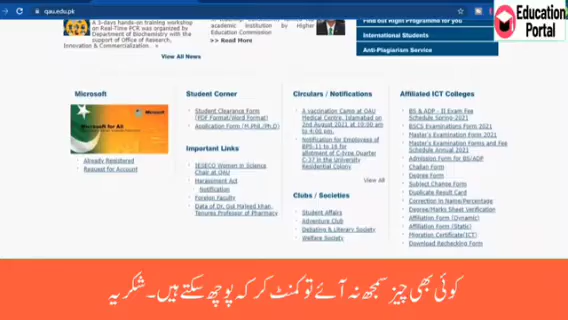 qau.edu.pk
Education
Portal
A 5-days hands-on training workshop
on Real-Time PCR was organized by
Department of Biochemistry with the
support of Office of Research,
Innovation & Commercialization.. »
academic institution by Higher
Education Commission
>> Read More
View All News
Find out Right Programme for you
International Students
Anti-Plagiarism Service
Microsoft
Microsoft
Microsoft for All
Already Registered
Request for Account
Student Corner
Student Clearance Form
(PDF Format/Word Format)
Application Form (M.Phil./Ph.D)
Important Links
IESECO Women in Science
Chair at QAU
Harassment Act
Notification
Foreign Faculty
Data of Dr. Gul Majeed Khan,
Tenures Professor of Pharmacy
Circulars / Notifications
A vaccination Camp at QAU
Medical Centre, Islamabad on
2nd August 2021 at 10:00 am
to 4:00 pm.
Notification for Employees of
BPS-11 to 16 for
allotment of C-type Quarter
C-37 in the University
Residential Colony
View All
Clubs / Societies
Student Affairs
Adventure Club
Debating & Literary Society
Welfare Society
Affiliated ICT Colleges
BS & ADP - II Exam Fee
Schedule Spring-2021
BSCS Examinations Form 2021
Master's Examination Form 2021
Master's Examination Forms and Fee
Schedule Annual 2021
Admission Form for BS/ADP
Challan Form
Degree Form
Subject Change Form
Duplicate Result Card
Correction in Name/Percentage
Degree/Marks Sheet Verification
Affiliation Form (Dynamic)
Affiliation Form (Static)
Migration Certificate(ICT)
Download Rechecking Form
کوئی بھی چیز سمجھ نہ آئے تو کمنٹ کر کہ پوچھ سکتے ہیں۔ شکریہ